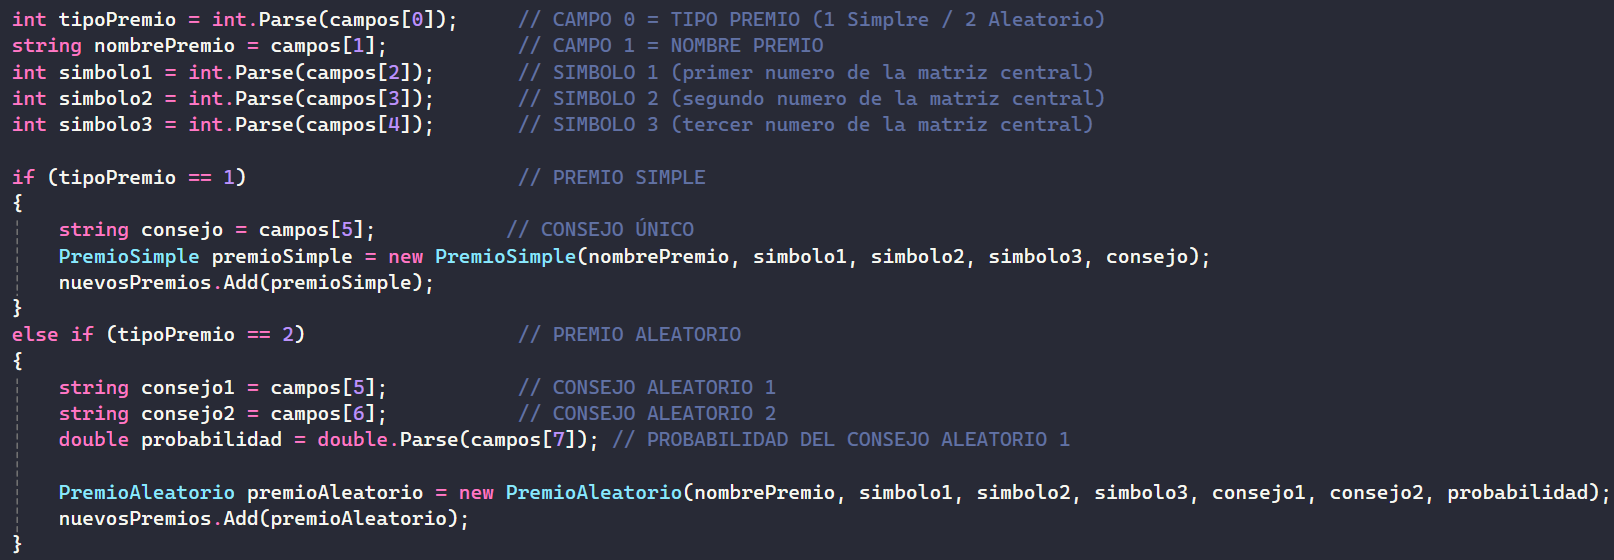 int tipoPremio = int.Parse(campos[0]);     // CAMPO 0 = TIPO PREMIO (1 Simplre / 2 Aleatorio)
string nombrePremio = campos[1];           // CAMPO 1 = NOMBRE PREMIO
int simbolo1 = int.Parse(campos[2]);       // SIMBOLO 1 (primer numero de la matriz central)
int simbolo2 = int.Parse(campos[3]);       // SIMBOLO 2 (segundo numero de la matriz central)
int simbolo3 = int.Parse(campos[4]);       // SIMBOLO 3 (tercer numero de la matriz central)

if (tipoPremio == 1)                       // PREMIO SIMPLE
{
    string consejo = campos[5];           // CONSEJO ÚNICO
    PremioSimple premioSimple = new PremioSimple(nombrePremio, simbolo1, simbolo2, simbolo3, consejo);
    nuevosPremios.Add(premioSimple);
}
else if (tipoPremio == 2)                  // PREMIO ALEATORIO
{
    string consejo1 = campos[5];           // CONSEJO ALEATORIO 1
    string consejo2 = campos[6];           // CONSEJO ALEATORIO 2
    double probabilidad = double.Parse(campos[7]); // PROBABILIDAD DEL CONSEJO ALEATORIO 1

    PremioAleatorio premioAleatorio = new PremioAleatorio(nombrePremio, simbolo1, simbolo2, simbolo3, consejo1, consejo2, probabilidad);
    nuevosPremios.Add(premioAleatorio);
}